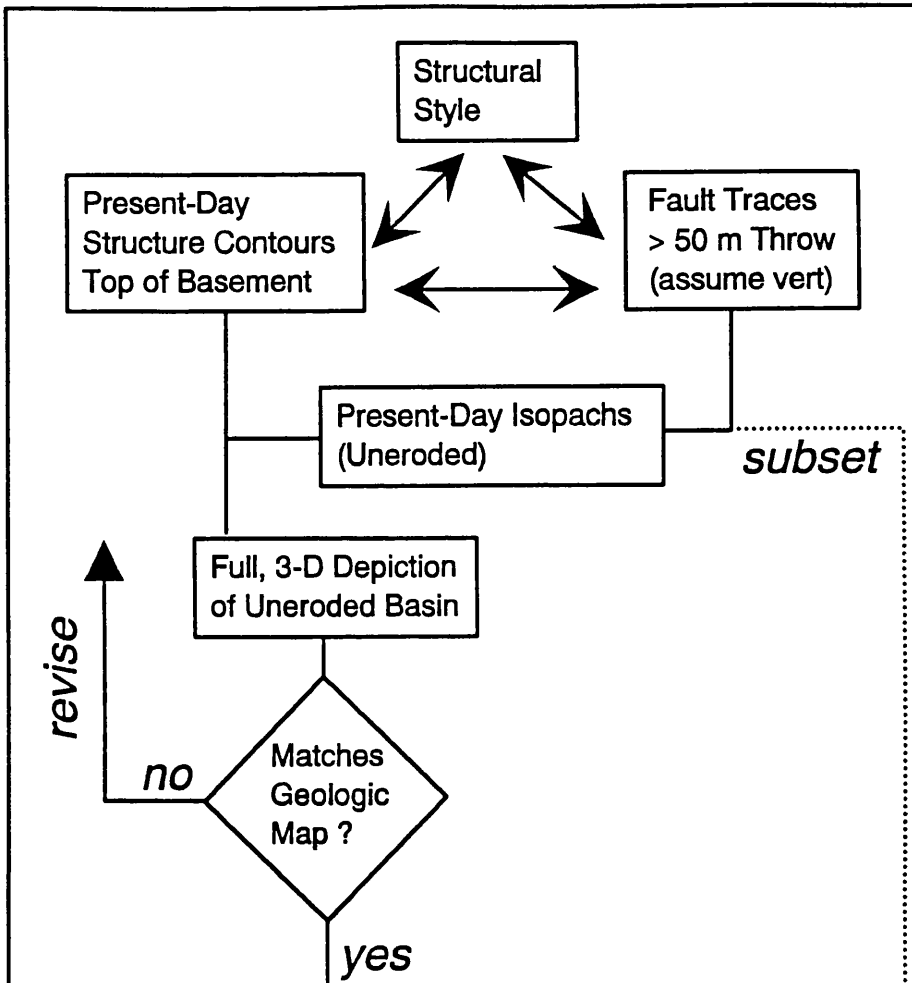 Structural
Style
Present-Day
Structure Contours
Top of Basement
Fault Traces
> 50 m Throw
(assume vert)
Present-Day Isopachs
(Uneroded)
subset
Full, 3-D Depiction
of Uneroded Basin
revise
no
Matches
Geologic
Map ?
yes